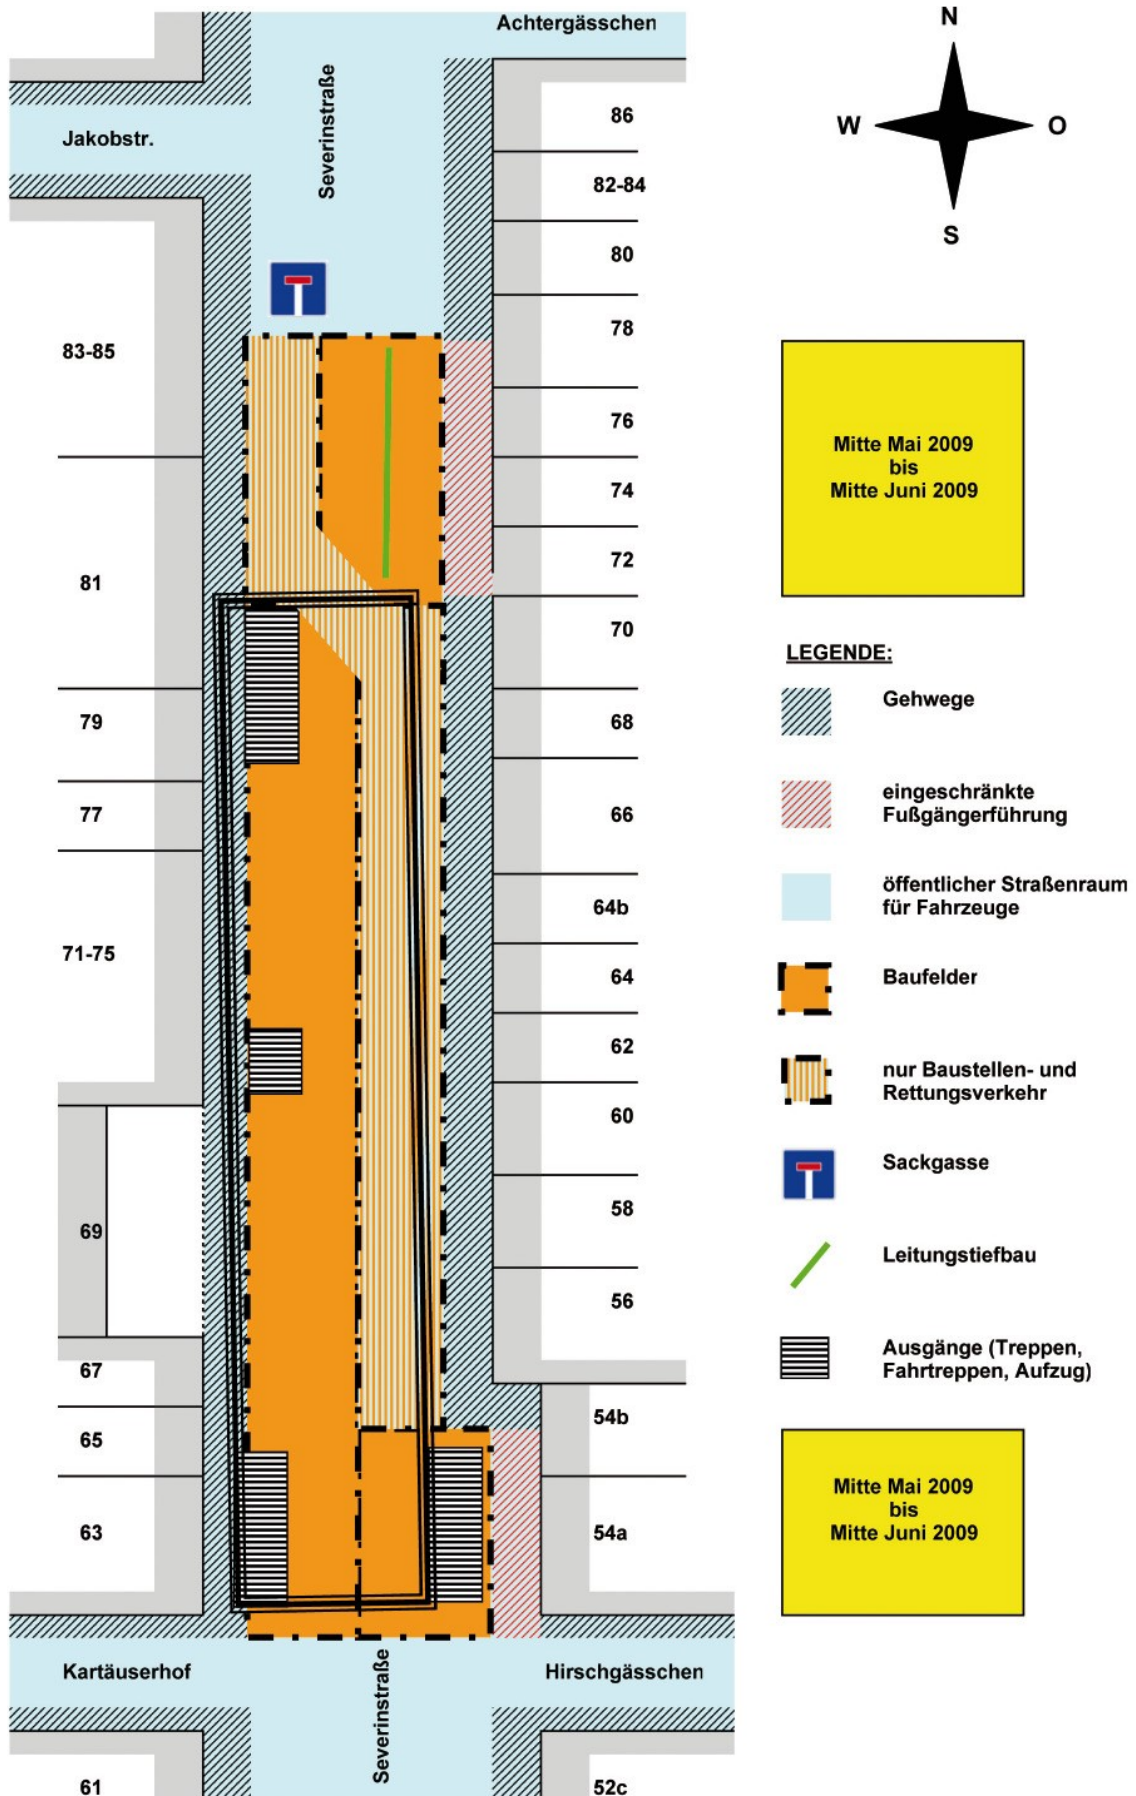 Achtergässchen
N
W
O
S
Jakobstr.
Severinstraße
86
82-84
80
78
76
74
72
70
68
66
64b
64
62
60
58
56
54b
54a
52c
83-85
81
79
77
71-75
69
67
65
63
61
Kartäuserhof
Severinstraße
Hirschgässchen
Mitte Mai 2009
bis
Mitte Juni 2009
LEGENDE:
Gehwege
eingeschränkte
Fußgängerführung
öffentlicher Straßenraum
für Fahrzeuge
Baufelder
nur Baustellen- und
Rettungsverkehr
Sackgasse
Leitungstiefbau
Ausgänge (Treppen,
Fahrtreppen, Aufzug)
Mitte Mai 2009
bis
Mitte Juni 2009